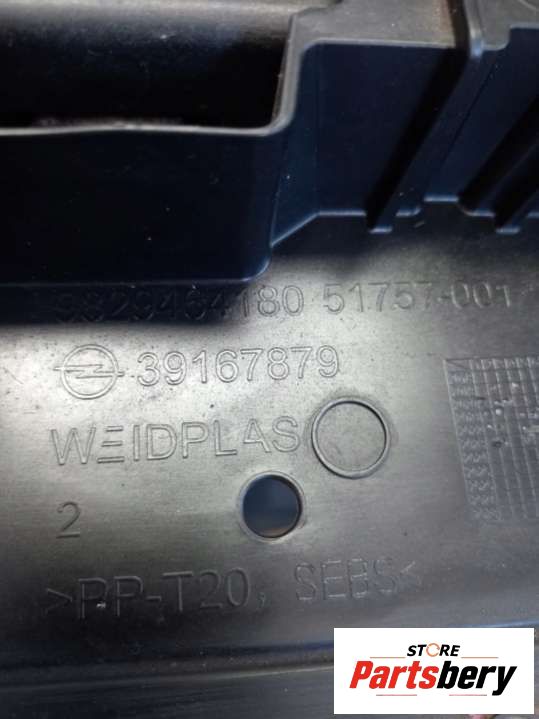 9829464180 51757-001
39167879
WEIDPLAS
2
>PP-T20, SEBS<
STORE
Partsbery